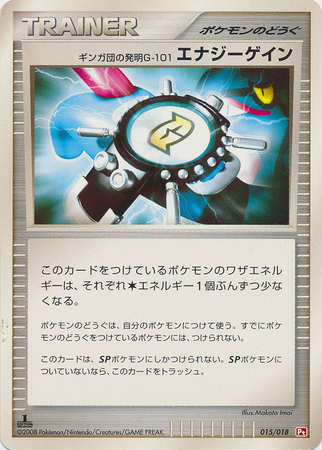 TRAINER
ポケモンのどうぐ
ギンガ団の発明G-101 エナジーゲイン
このカードをつけているポケモンのワザエネル
ギーは、それぞれ✶エネルギー1個ぶんずつ少な
くなる。
ポケモンのどうぐは、自分のポケモンにつけて使う。すでにポケ
モンのどうぐをつけているポケモンには、つけられない。
このカードは、SPポケモンにしかつけられない。SPポケモンに
ついていないなら、このカードをトラッシュ。
Illus.Makoto Imai
1
EDITION
©2008 Pokémon/Nintendo/Creatures/GAME FREAK.
015/018